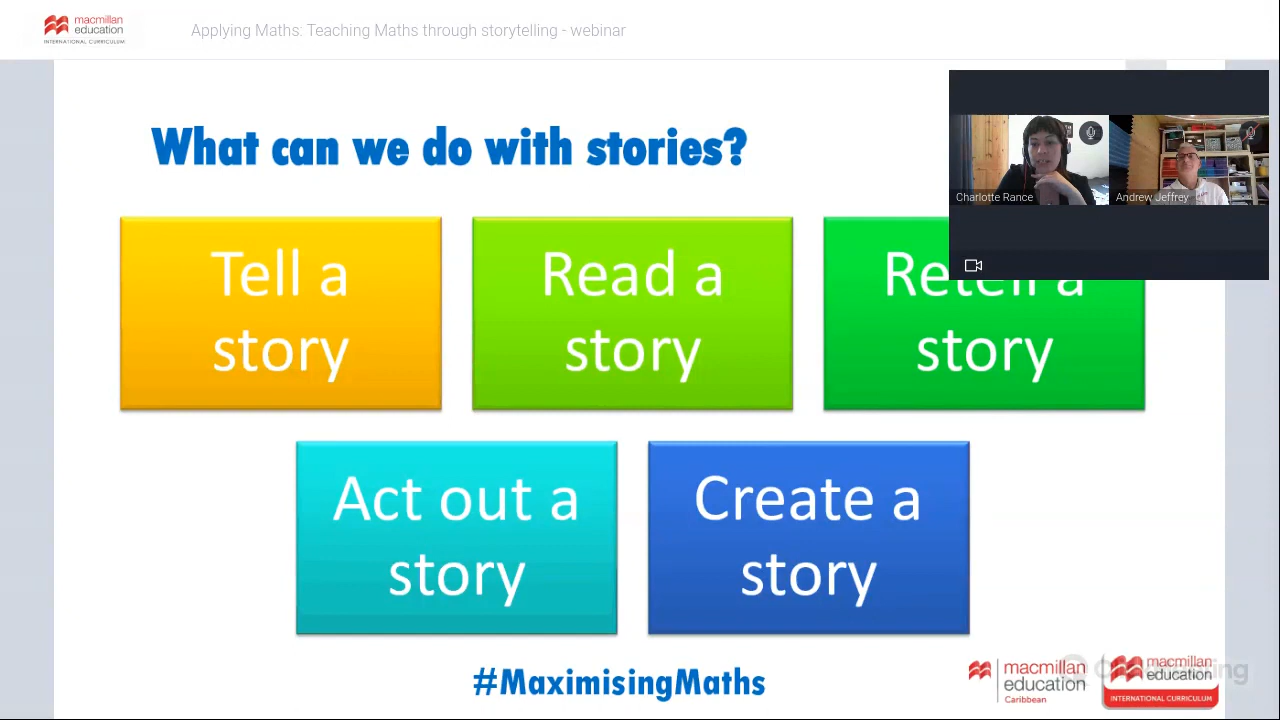 macmillan
education
INTERNATIONAL CURRICULUM
Applying Maths: Teaching Maths through storytelling - webinar
What can we do with stories?
Charlotte Rance
Andrew Jeffrey
Tell a
story
Read a
story
Retell a
story
Act out a
story
Create a
story
#MaximisingMaths
macmillan
education
Caribbean
macmillan
education
INTERNATIONAL CURRICULUM